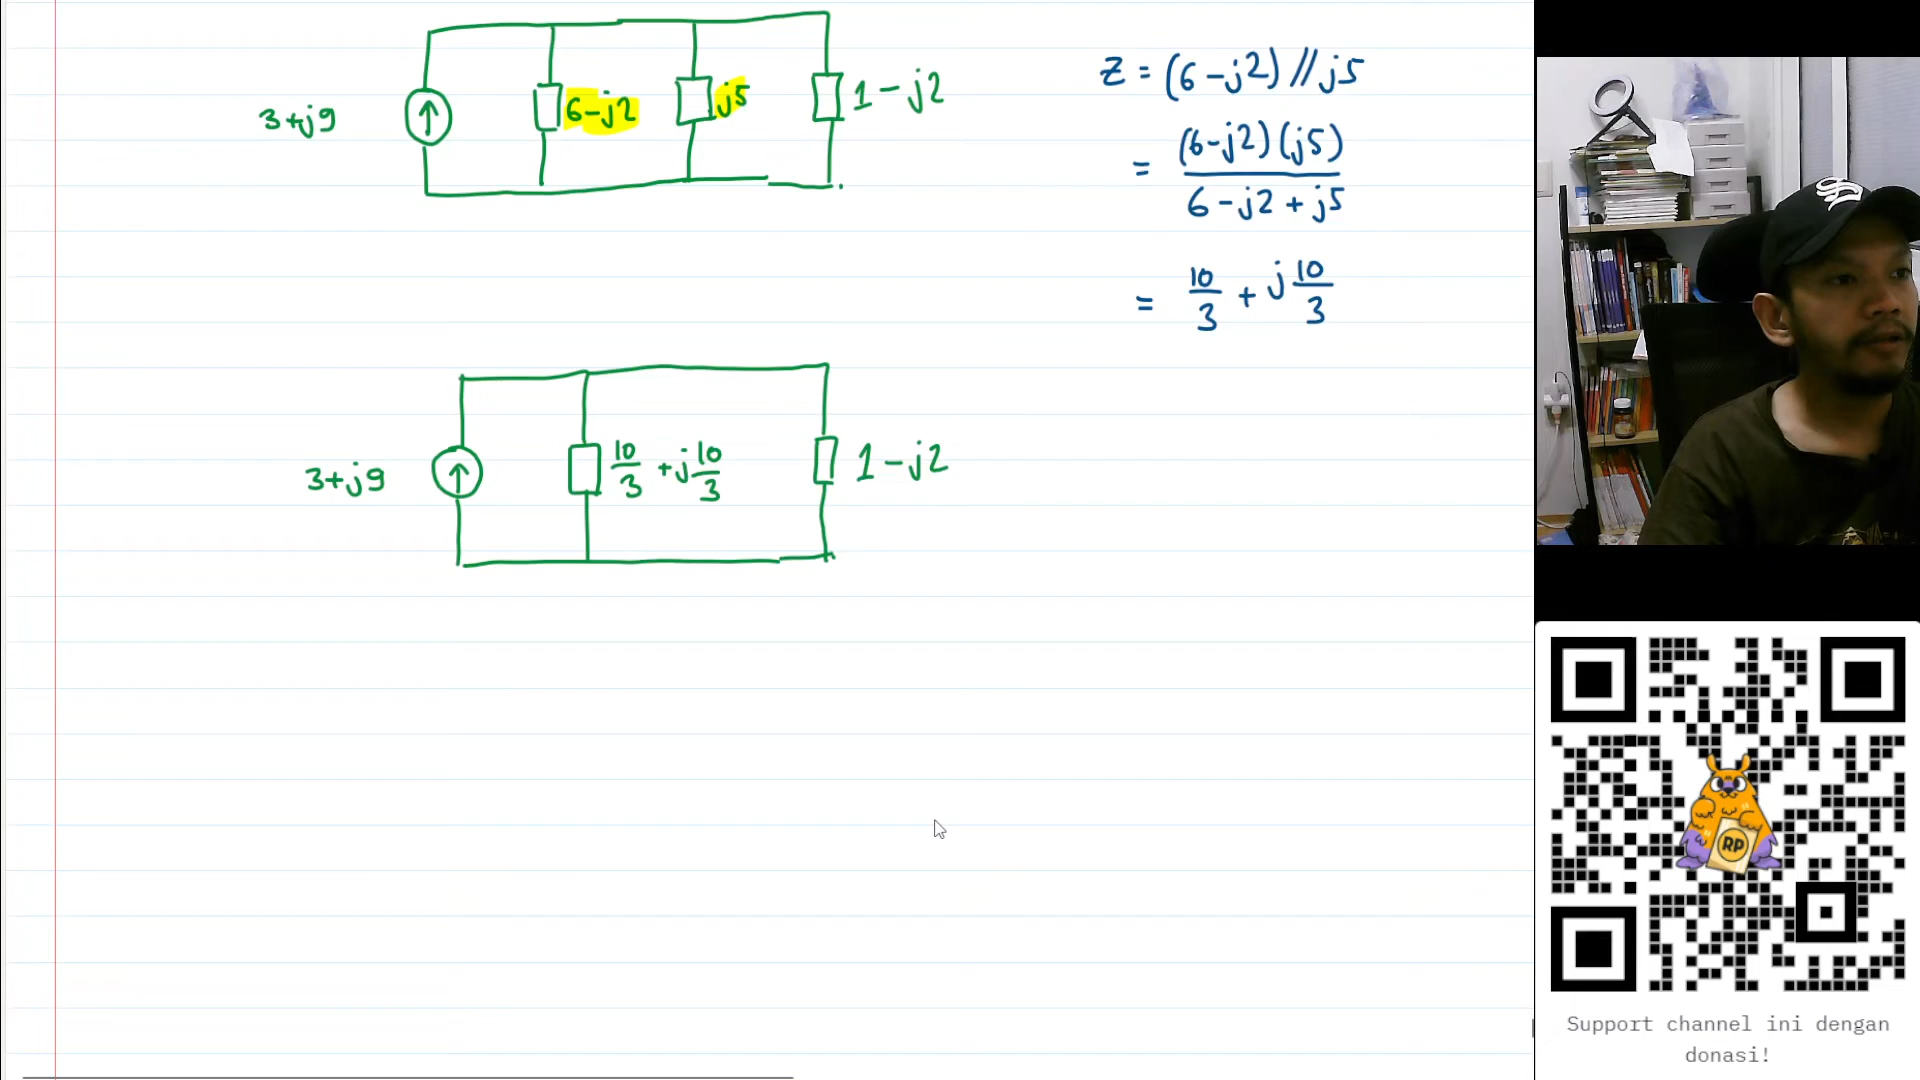 3+j9
6-j2
j5
1-j2
Z = (6-j2) // j5
= (6-j2)(j5) / 6-j2+j5
= 10/3 + j 10/3
3+j9
10/3 + j 10/3
1-j2
RP
Support channel ini dengan
donasi!